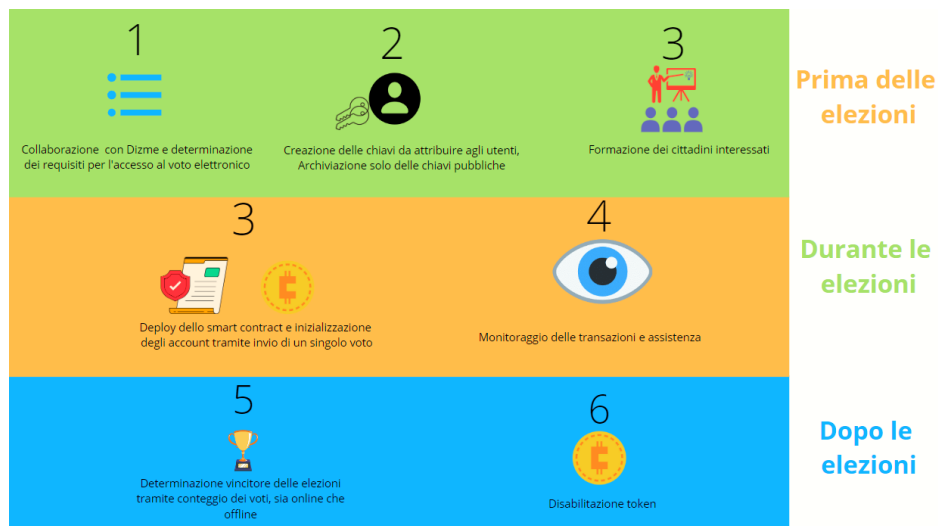 1
Collaborazione con Dizme e determinazione
dei requisiti per l'accesso al voto elettronico
2
Creazione delle chiavi da attribuire agli utenti,
Archiviazione solo delle chiavi pubbliche
3
Formazione dei cittadini interessati
Prima delle
elezioni
3
Deploy dello smart contract e inizializzazione
degli account tramite invio di un singolo voto
4
Monitoraggio delle transazioni e assistenza
Durante le
elezioni
5
Determinazione vincitore delle elezioni
tramite conteggio dei voti, sia online che
offline
6
Disabilitazione token
Dopo le
elezioni